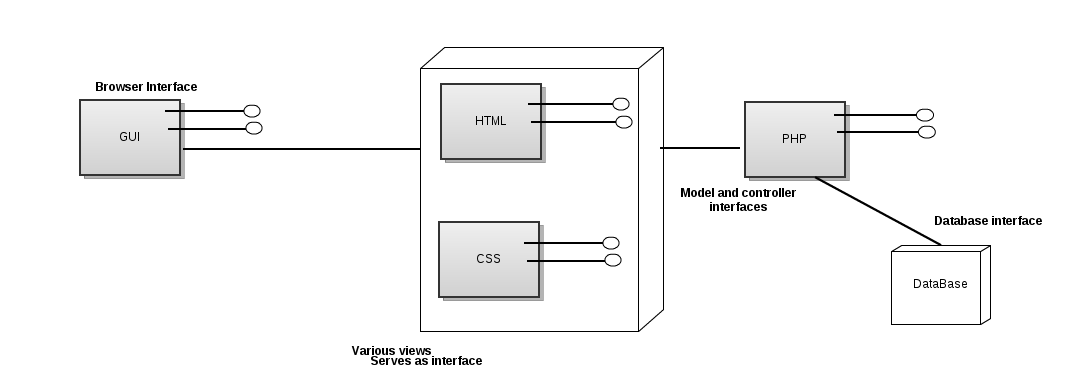 Browser Interface
GUI
HTML
CSS
Various views
Serves as interface
PHP
Model and controller
interfaces
Database interface
DataBase